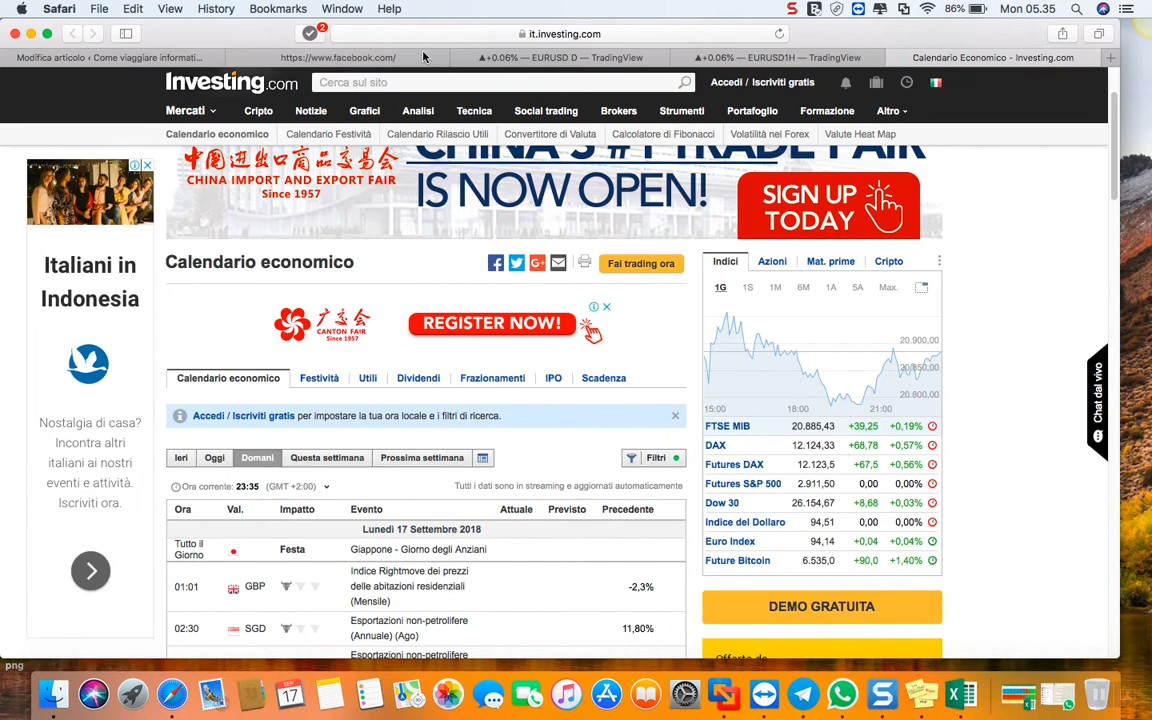 Safari File Edit View History Bookmarks Window Help 86% Mon 05.35
2
it.investing.com
Modifica articolo ‹ Come viaggiare informati...
https://www.facebook.com/
▲+0.06% — EURUSD D — TradingView
▲+0.06% — EURUSD1H — TradingView
Calendario Economico - Investing.com
Investing.com
Cerca sul sito
Accedi / Iscriviti gratis
Mercati Cripto Notizie Grafici Analisi Tecnica Social trading Brokers Strumenti Portafoglio Formazione Altro
Calendario economico Calendario Festività Calendario Rilascio Utili Convertitore di Valuta Calcolatore di Fibonacci Volatilità nel Forex Valute Heat Map
中国进出口商品交易会
CHINA IMPORT AND EXPORT FAIR
Since 1957
CHINA'S #1 TRADE FAIR
IS NOW OPEN!
SIGN UP
TODAY
Italiani in
Indonesia
Nostalgia di casa?
Incontra altri
italiani ai nostri
eventi e attività.
Iscriviti ora.
Calendario economico
Fai trading ora
广交会
CANTON FAIR
Since 1957
REGISTER NOW!
Calendario economico Festività Utili Dividendi Frazionamenti IPO Scadenza
Accedi / Iscriviti gratis per impostare la tua ora locale e i filtri di ricerca.
Ieri Oggi Domani Questa settimana Prossima settimana Filtri
Ora corrente: 23:35 (GMT +2:00) Tutti i dati sono in streaming e aggiornati automaticamente
Ora Val. Impatto Evento Attuale Previsto Precedente
Lunedì 17 Settembre 2018
Tutto il
Giorno
Festa Giappone - Giorno degli Anziani
01:01 GBP
Indice Rightmove dei prezzi
delle abitazioni residenziali
(Mensile)
-2,3%
02:30 SGD
Esportazioni non-petrolifere
(Annuale) (Ago)
11,80%
Esportazioni non-petrolifere
Indici Azioni Mat. prime Cripto
1G 1S 1M 6M 1A 5A Max.
20.900,00
20.850,00
20.800,00
15:00 18:00 21:00
FTSE MIB 20.885,43 +39,25 +0,19%
DAX 12.124,33 +68,78 +0,57%
Futures DAX 12.123,5 +67,5 +0,56%
Futures S&P 500 2.911,50 0,00 0,00%
Dow 30 26.154,67 +8,68 +0,03%
Indice del Dollaro 94,51 0,00 0,00%
Euro Index 94,14 +0,04 +0,04%
Future Bitcoin 6.535,0 +90,0 +1,40%
DEMO GRATUITA
Offerte de
Chat dal vivo
png
SEP
17